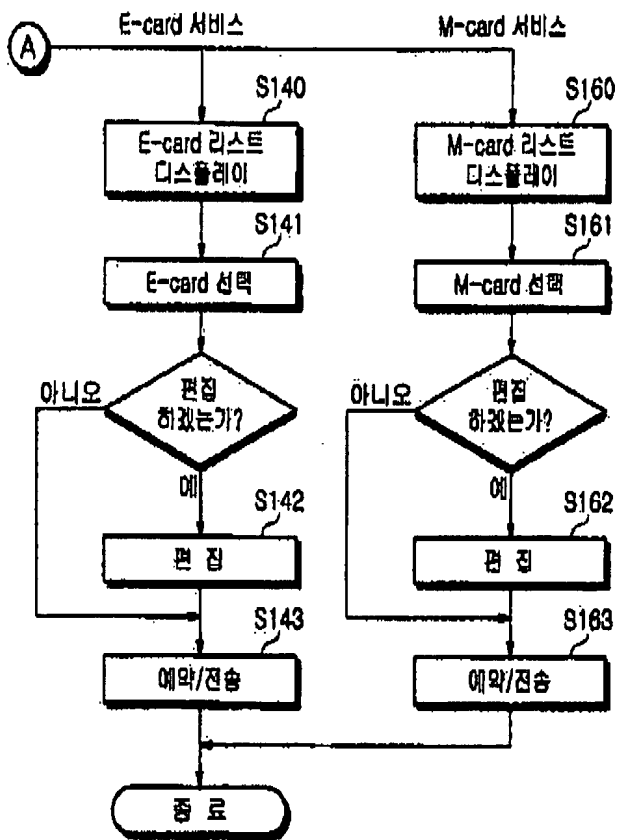 E-card 서비스
M-card 서비스
A
S140
E-card 리스트
디스플레이
S141
E-card 선택
편집
하겠는가?
아니오
예
S142
편 집
S143
예약/전송
S160
M-card 리스트
디스플레이
S161
M-card 선택
편집
하겠는가?
아니오
예
S162
편 집
S163
예약/전송
종 료